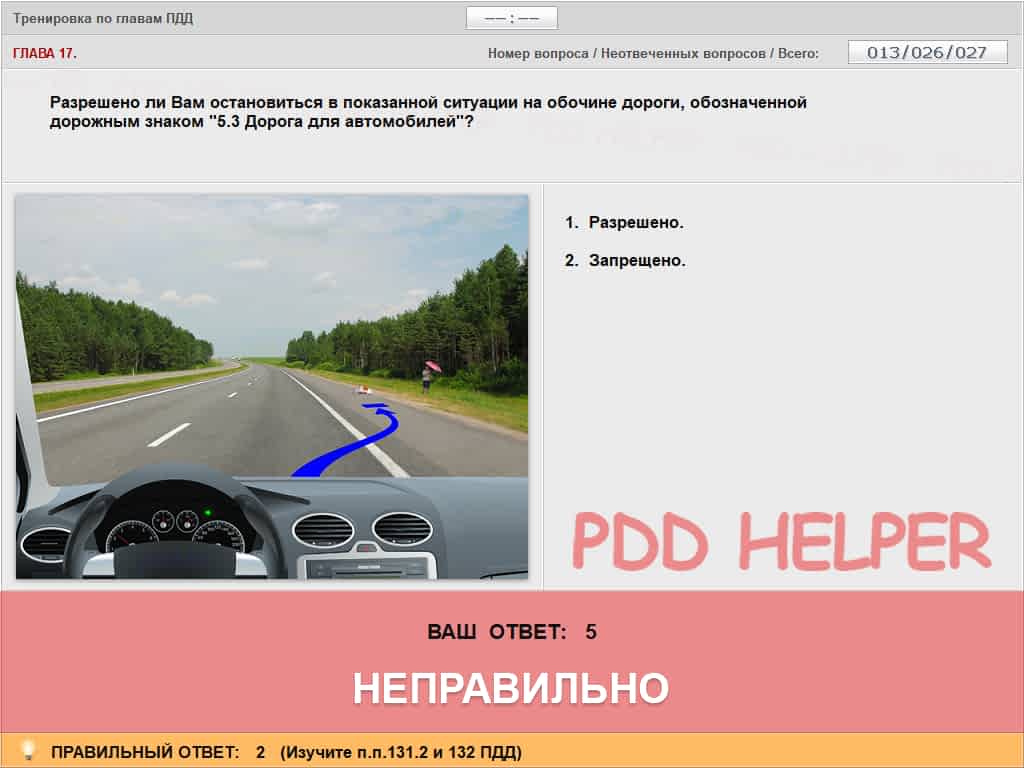 Тренировка по главам ПДД
—— : ——
ГЛАВА 17.
Номер вопроса / Неотвеченных вопросов / Всего:
013/026/027
Разрешено ли Вам остановиться в показанной ситуации на обочине дороги, обозначенной
дорожным знаком "5.3 Дорога для автомобилей"?
1. Разрешено.
2. Запрещено.
PDD HELPER
ВАШ ОТВЕТ: 5
НЕПРАВИЛЬНО
ПРАВИЛЬНЫЙ ОТВЕТ: 2 (Изучите п.п.131.2 и 132 ПДД)